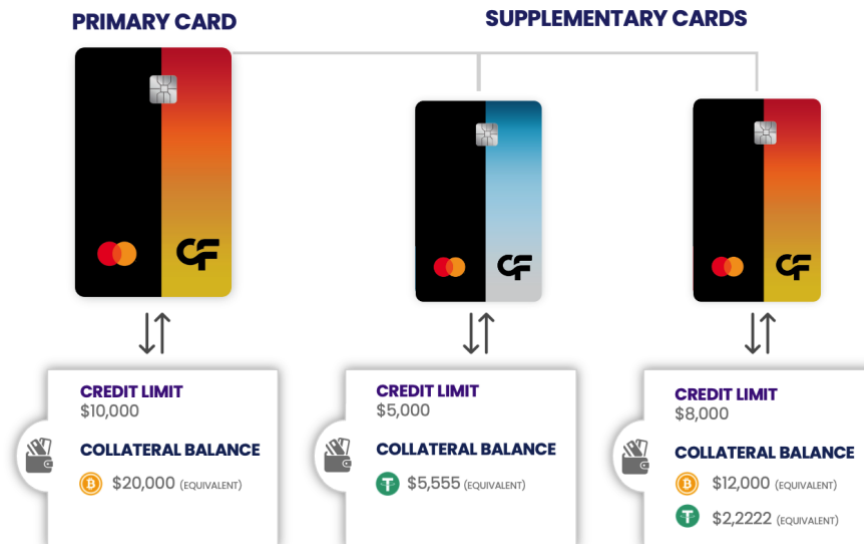 PRIMARY CARD
SUPPLEMENTARY CARDS
CF
CF
CF
CREDIT LIMIT
$10,000
COLLATERAL BALANCE
$20,000 (EQUIVALENT)
CREDIT LIMIT
$5,000
COLLATERAL BALANCE
$5,555 (EQUIVALENT)
CREDIT LIMIT
$8,000
COLLATERAL BALANCE
$12,000 (EQUIVALENT)
$2,2222 (EQUIVALENT)